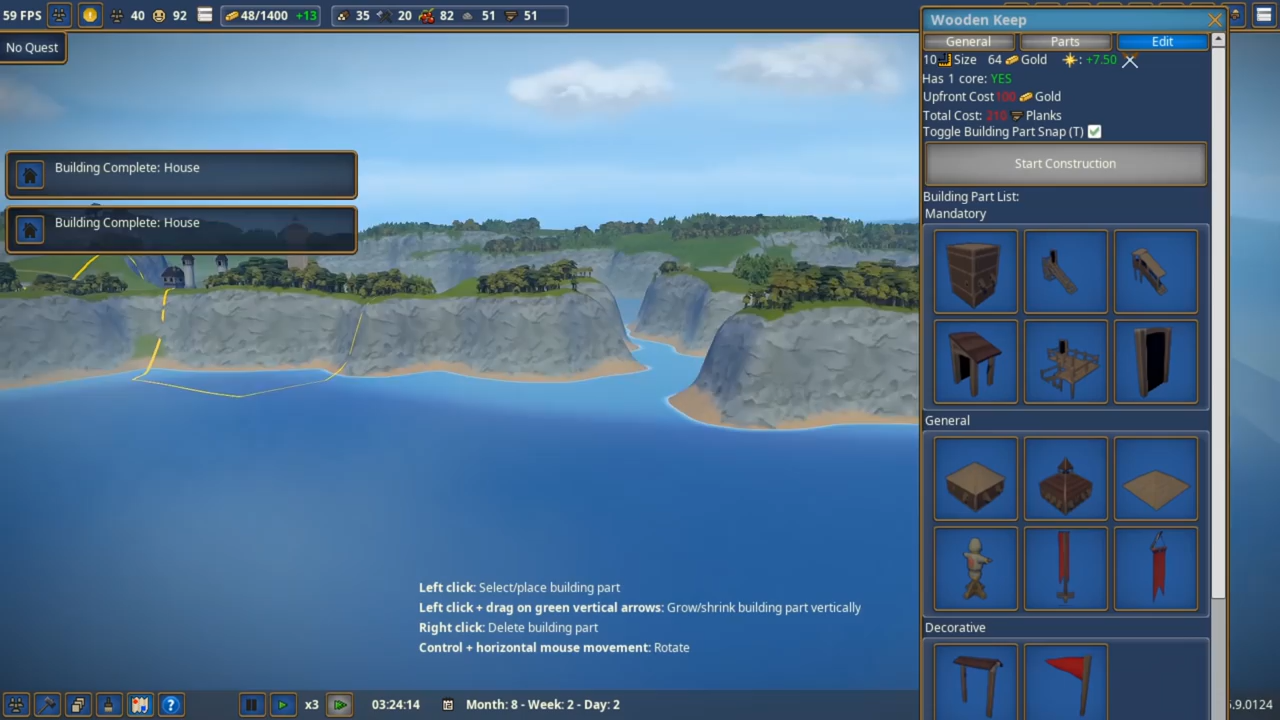 59 FPS
40
92
48/1400 +13
35
20
82
51
51
No Quest
Building Complete: House
Building Complete: House
Wooden Keep
General
Parts
Edit
10 Size 64 Gold : +7.50
Has 1 core: YES
Upfront Cost 100 Gold
Total Cost: 210 Planks
Toggle Building Part Snap (T)
Start Construction
Building Part List:
Mandatory
General
Decorative
Left click: Select/place building part
Left click + drag on green vertical arrows: Grow/shrink building part vertically
Right click: Delete building part
Control + horizontal mouse movement: Rotate
x3
03:24:14
Month: 8 - Week: 2 - Day: 2
.9.0124